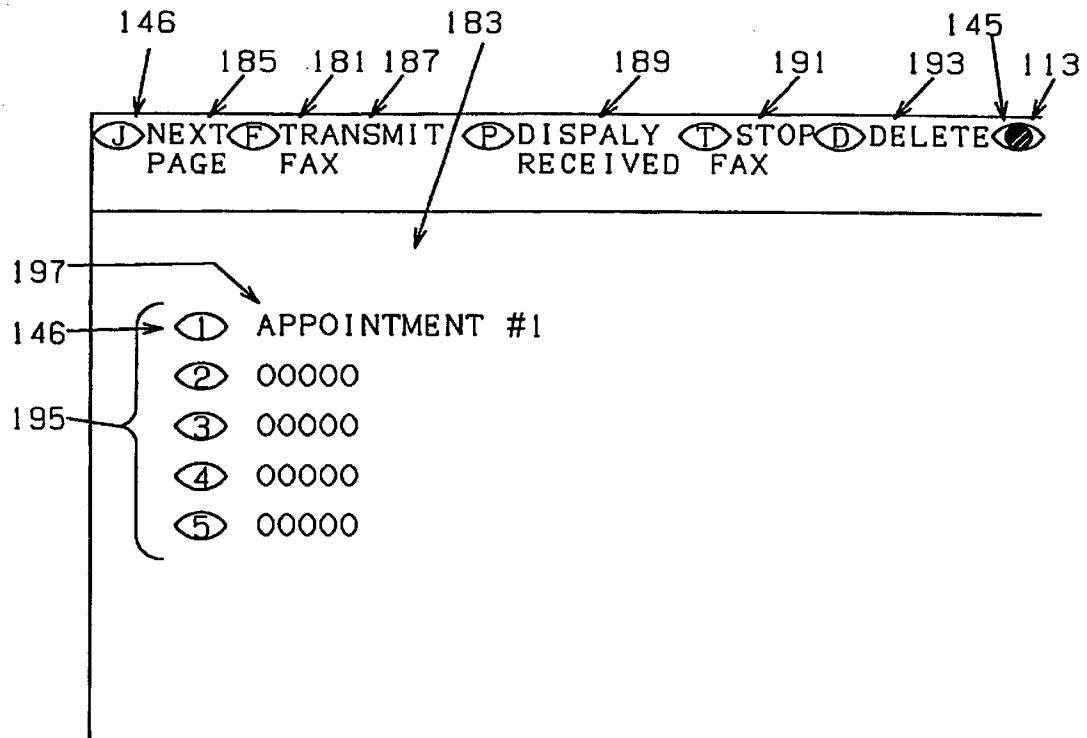 146 183 145
185 181 187 189 191 193 113
J NEXT F TRANSMIT P DISPALY T STOP D DELETE
PAGE FAX RECEIVED FAX
197
146 1 APPOINTMENT #1
2 00000
195 3 00000
4 00000
5 00000